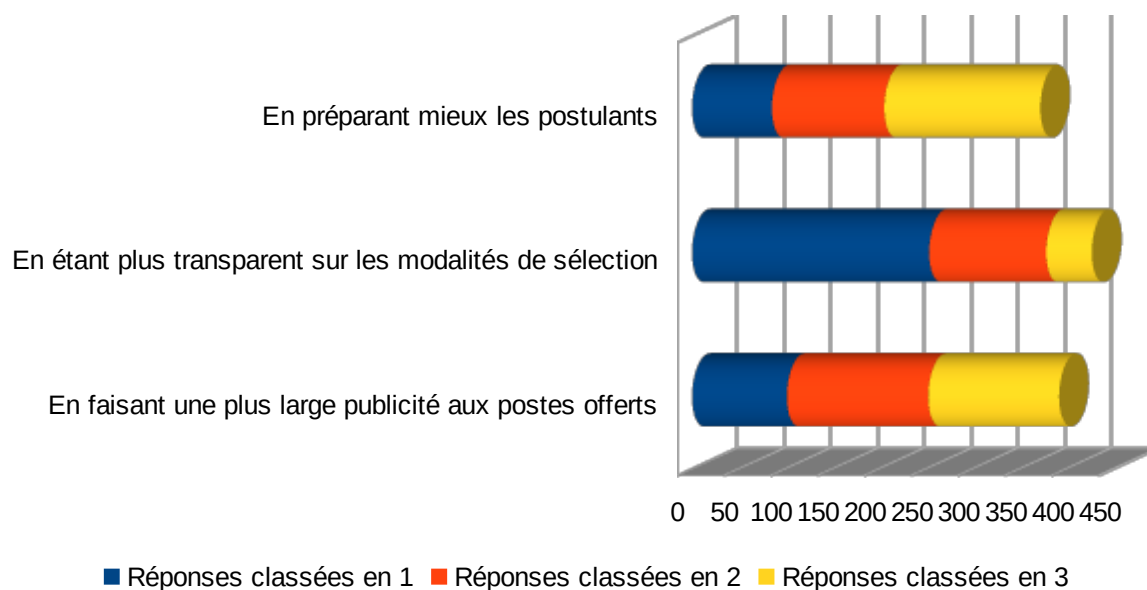 En préparant mieux les postulants
En étant plus transparent sur les modalités de sélection
En faisant une plus large publicité aux postes offerts
0 50 100 150 200 250 300 350 400 450
Réponses classées en 1 Réponses classées en 2 Réponses classées en 3